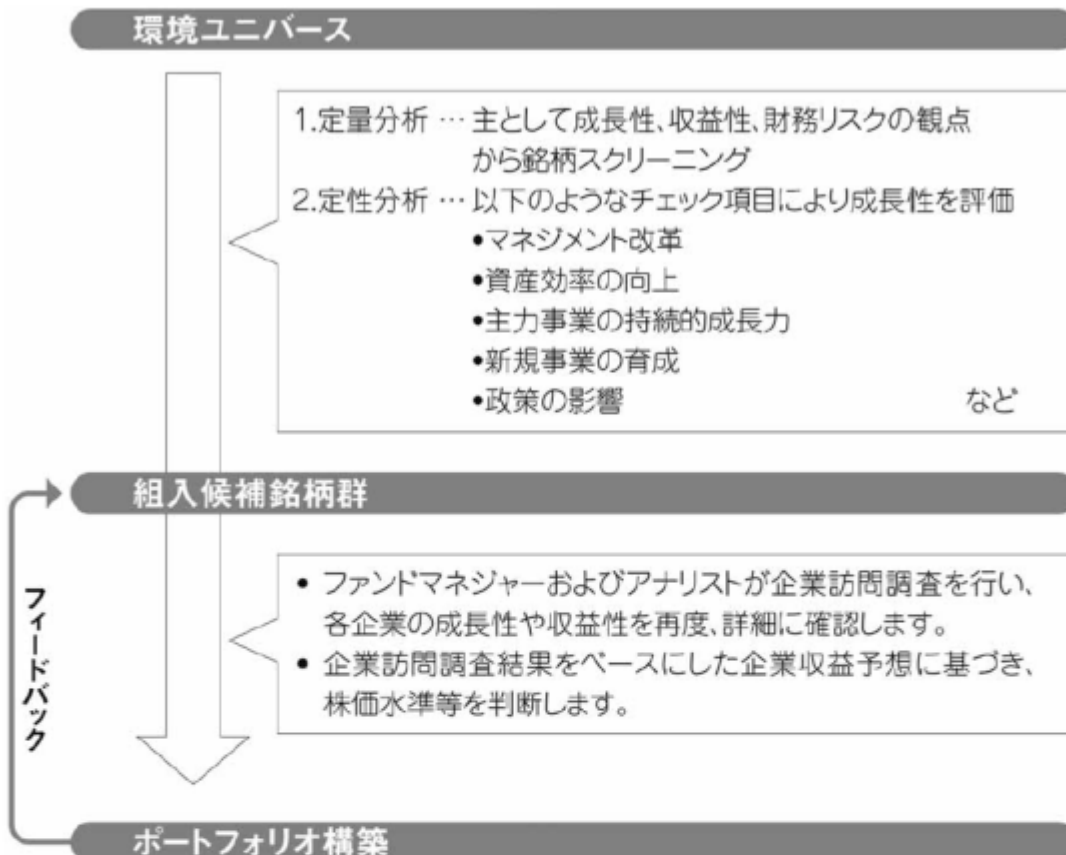 環境ユニバース
1.定量分析 … 主として成長性、収益性、財務リスクの観点
から銘柄スクリーニング
2.定性分析 … 以下のようなチェック項目により成長性を評価
•マネジメント改革
•資産効率の向上
•主力事業の持続的成長力
•新規事業の育成
•政策の影響 など
組入候補銘柄群
• ファンドマネジャーおよびアナリストが企業訪問調査を行い、
各企業の成長性や収益性を再度、詳細に確認します。
• 企業訪問調査結果をベースにした企業収益予想に基づき、
株価水準等を判断します。
フィードバック
ポートフォリオ構築